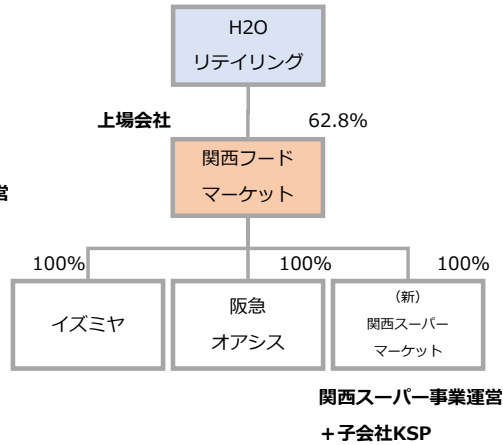 H2O
リテイリング
上場会社
62.8%
関西フード
マーケット
営
100%
100%
100%
イズミヤ
阪急
オアシス
（新）
関西スーパー
マーケット
関西スーパー事業運営
＋子会社KSP